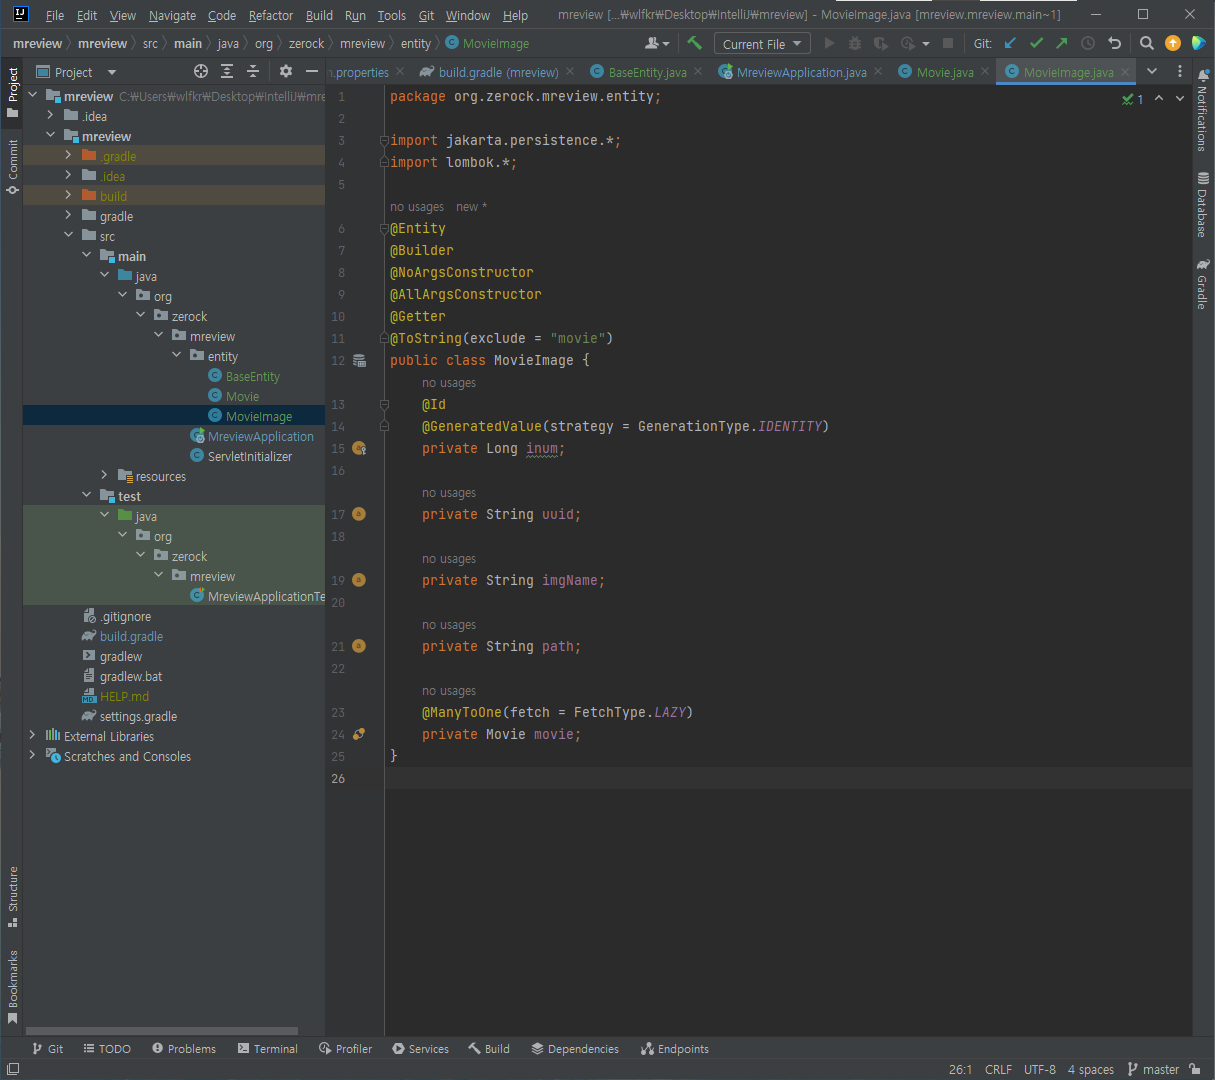 File Edit View Navigate Code Refactor Build Run Tools Git Window Help mreview [...₩wlfkr₩Desktop₩IntelliJ₩mreview] - MovieImage.java [mreview.mreview.main~1]
mreview mreview src main java org zerock mreview entity MovieImage Current File Git:
Project
.properties build.gradle (mreview) BaseEntity.java MreviewApplication.java Movie.java MovieImage.java
Project
Commit
Structure
Bookmarks
mreview C:₩Users₩wlfkr₩Desktop₩IntelliJ₩mre
.idea
mreview
.gradle
.idea
build
gradle
src
main
java
org
zerock
mreview
entity
BaseEntity
Movie
MovieImage
MreviewApplication
ServletInitializer
resources
test
java
org
zerock
mreview
MreviewApplicationTe
.gitignore
build.gradle
gradlew
gradlew.bat
HELP.md
settings.gradle
External Libraries
Scratches and Consoles
1 package org.zerock.mreview.entity;
2
3 import jakarta.persistence.*;
4 import lombok.*;
5
no usages new *
6 @Entity
7 @Builder
8 @NoArgsConstructor
9 @AllArgsConstructor
10 @Getter
11 @ToString(exclude = "movie")
12 public class MovieImage {
no usages
13 @Id
14 @GeneratedValue(strategy = GenerationType.IDENTITY)
15 private Long inum;
16
no usages
17 private String uuid;
18
no usages
19 private String imgName;
20
no usages
21 private String path;
22
no usages
23 @ManyToOne(fetch = FetchType.LAZY)
24 private Movie movie;
25 }
26
1
Notifications
Database
Gradle
Git TODO Problems Terminal Profiler Services Build Dependencies Endpoints
26:1 CRLF UTF-8 4 spaces master